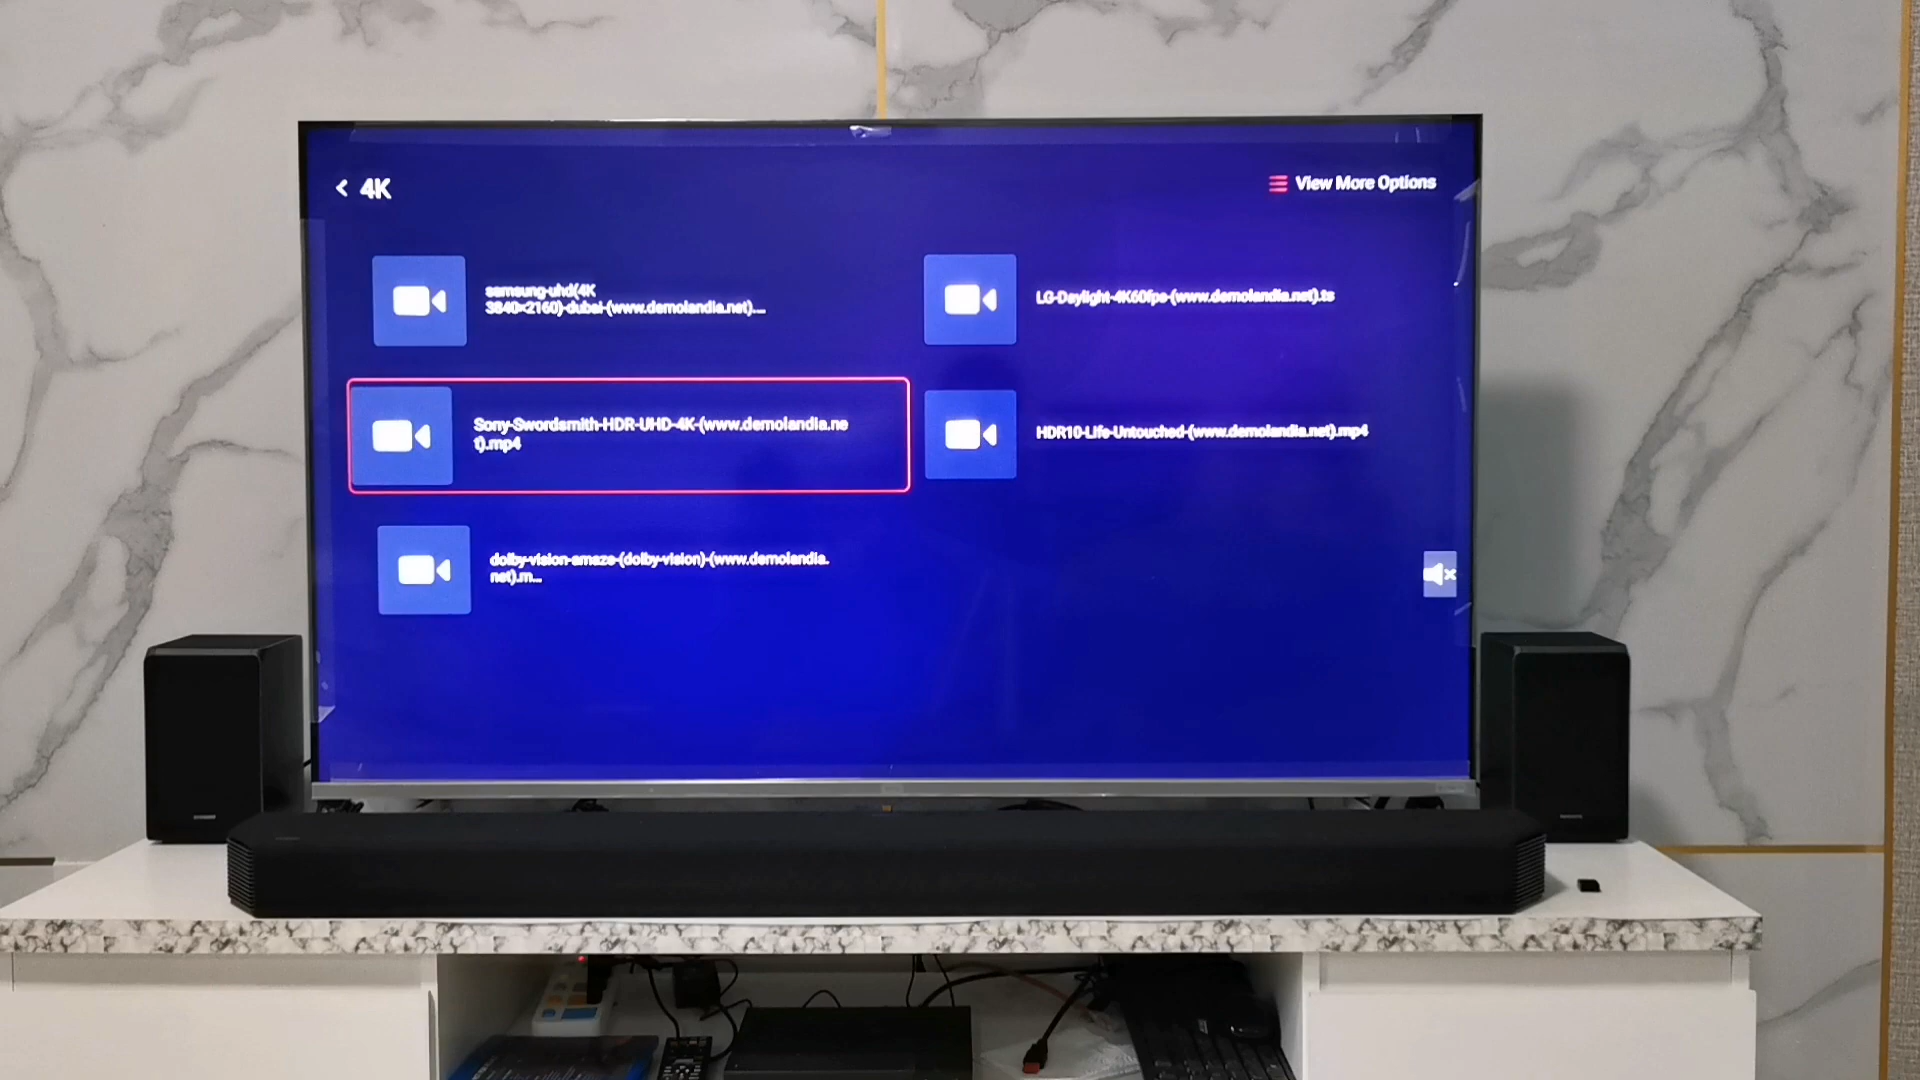 4K
View More Options
samsung-uhd(4K
3840×2160)-dubai-(www.demolandia.net)....
LG-Daylight-4K60fps-(www.demolandia.net).ts
Sony-Swordsmith-HDR-UHD-4K-(www.demolandia.ne
t).mp4
HDR10-Life-Untouched-(www.demolandia.net).mp4
dolby-vision-amaze-(dolby-vision)-(www.demolandia.
net).m...